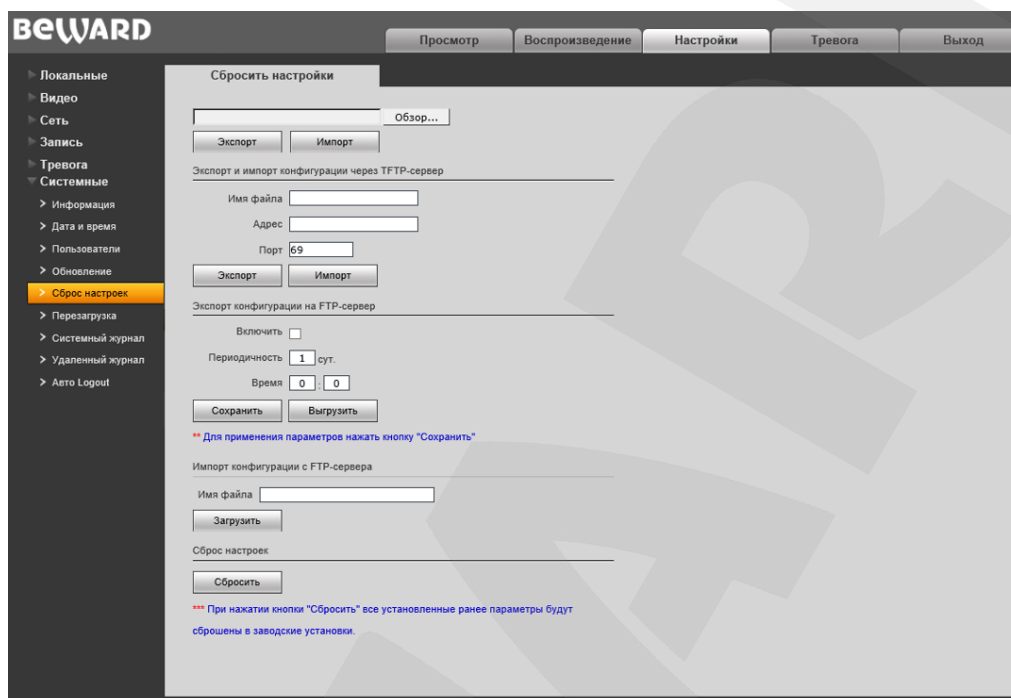 BEWARD
Просмотр Воспроизведение Настройки Тревога Выход
Локальные
Видео
Сеть
Запись
Тревога
Системные
Информация
Дата и время
Пользователи
Обновление
Сброс настроек
Перезагрузка
Системный журнал
Удаленный журнал
Авто Logout
Сбросить настройки
Обзор...
Экспорт Импорт
Экспорт и импорт конфигурации через TFTP-сервер
Имя файла
Адрес
Порт 69
Экспорт Импорт
Экспорт конфигурации на FTP-сервер
Включить
Периодичность 1 сут.
Время 0 : 0
Сохранить Выгрузить
** Для применения параметров нажать кнопку "Сохранить"
Импорт конфигурации с FTP-сервера
Имя файла
Загрузить
Сброс настроек
Сбросить
*** При нажатии кнопки "Сбросить" все установленные ранее параметры будут
сброшены в заводские установки.